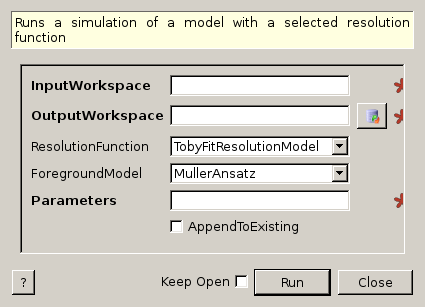 Runs a simulation of a model with a selected resolution
function
InputWorkspace
OutputWorkspace
ResolutionFunction TobyFitResolutionModel
ForegroundModel MullerAnsatz
Parameters
AppendToExisting
? Keep Open Run Close